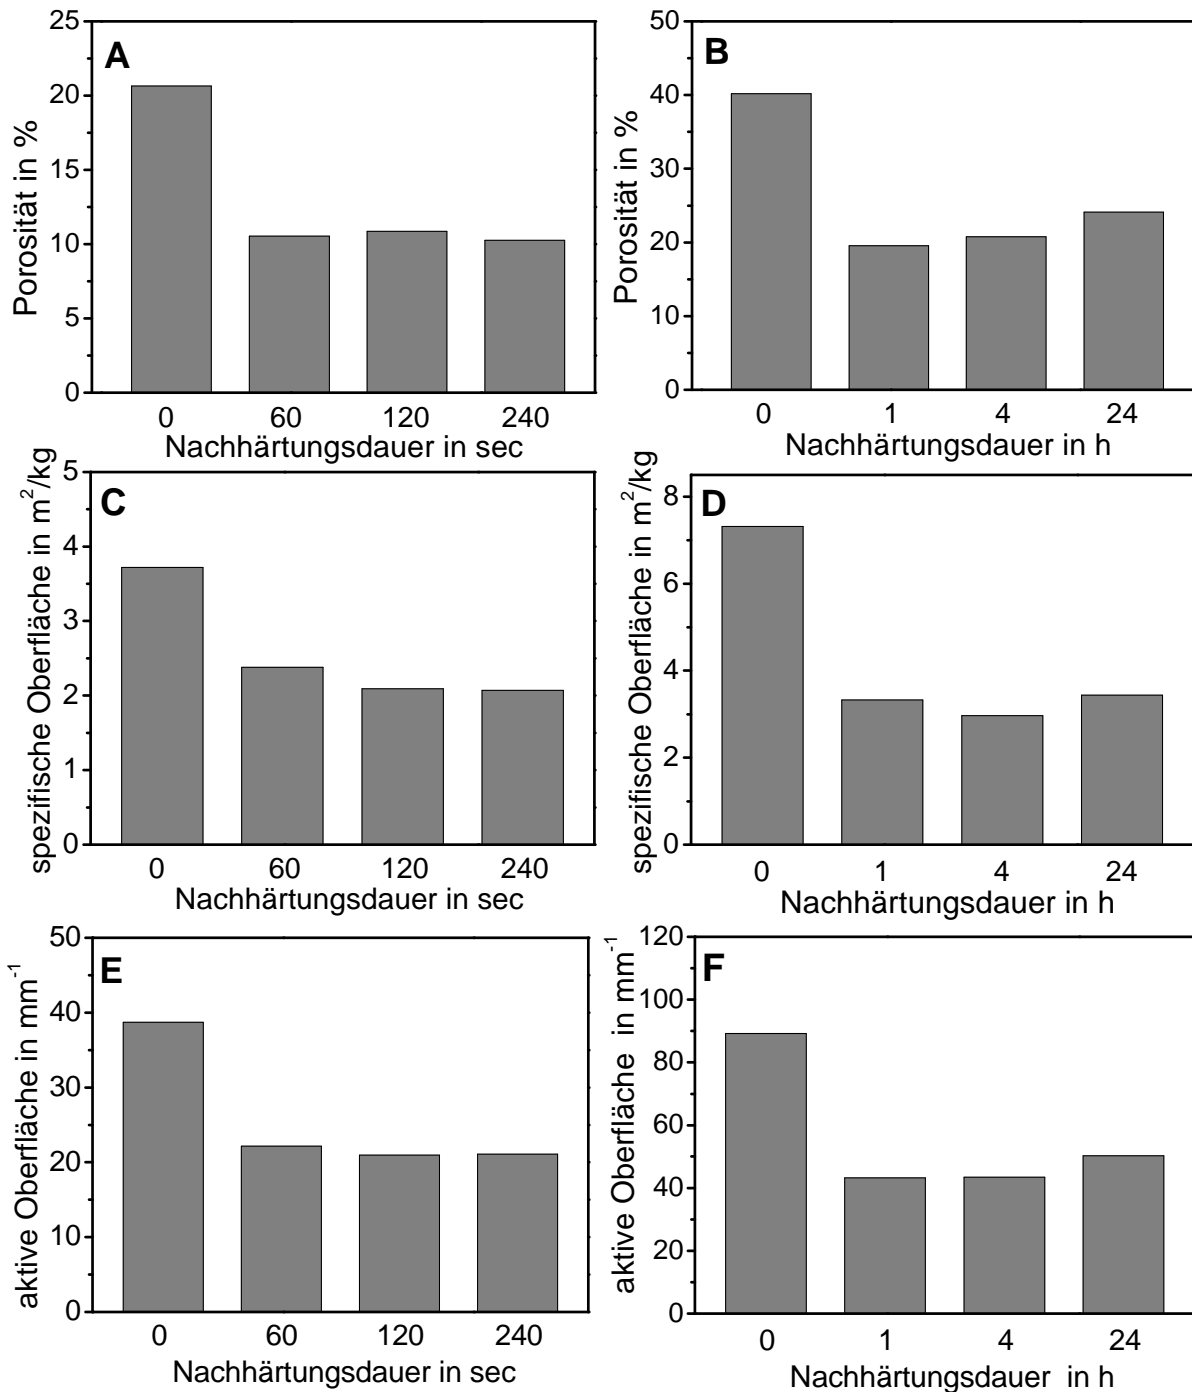 A
Porosität in %
25
20
15
10
5
0
0 60 120 240
Nachhärtungsdauer in sec
B
Porosität in %
50
40
30
20
10
0
0 1 4 24
Nachhärtungsdauer in h
C
spezifische Oberfläche in m²/kg
5
4
3
2
1
0
0 60 120 240
Nachhärtungsdauer in sec
D
spezifische Oberfläche in m²/kg
8
6
4
2
0
0 1 4 24
Nachhärtungsdauer in h
E
aktive Oberfläche in mm⁻¹
50
40
30
20
10
0
0 60 120 240
Nachhärtungsdauer in sec
F
aktive Oberfläche in mm⁻¹
120
100
80
60
40
20
0
0 1 4 24
Nachhärtungsdauer in h